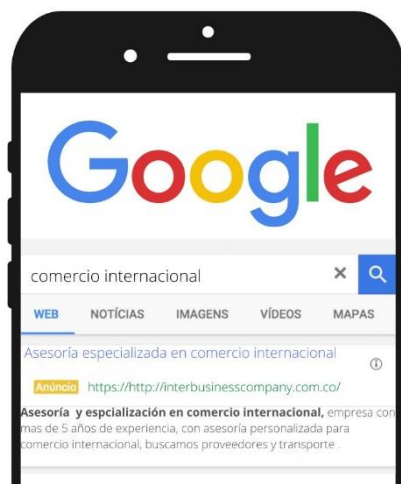 Google
comercio internacional
WEB NOTÍCIAS IMAGENS VÍDEOS MAPAS
Asesoría especializada en comercio internacional
Anúncio https://http://interbusinesscompany.com.co/
Asesoría y espcialización en comercio internacional, empresa con
mas de 5 años de experiencia, con asesoría personalizada para
comercio internacional, buscamos proveedores y transporte .